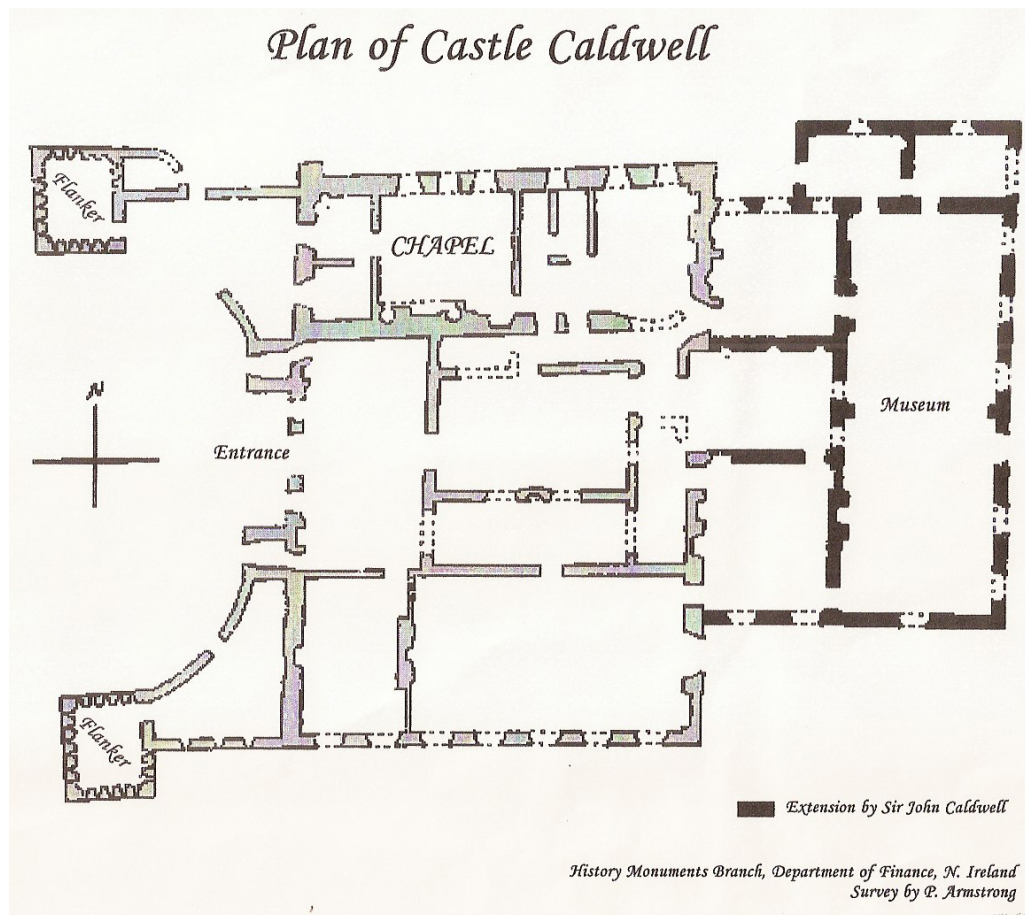 Plan of Castle Caldwell
Flanker
CHAPEL
N
Museum
Entrance
Flanker
Extension by Sir John Caldwell
History Monuments Branch, Department of Finance, N. Ireland
Survey by P. Armstrong